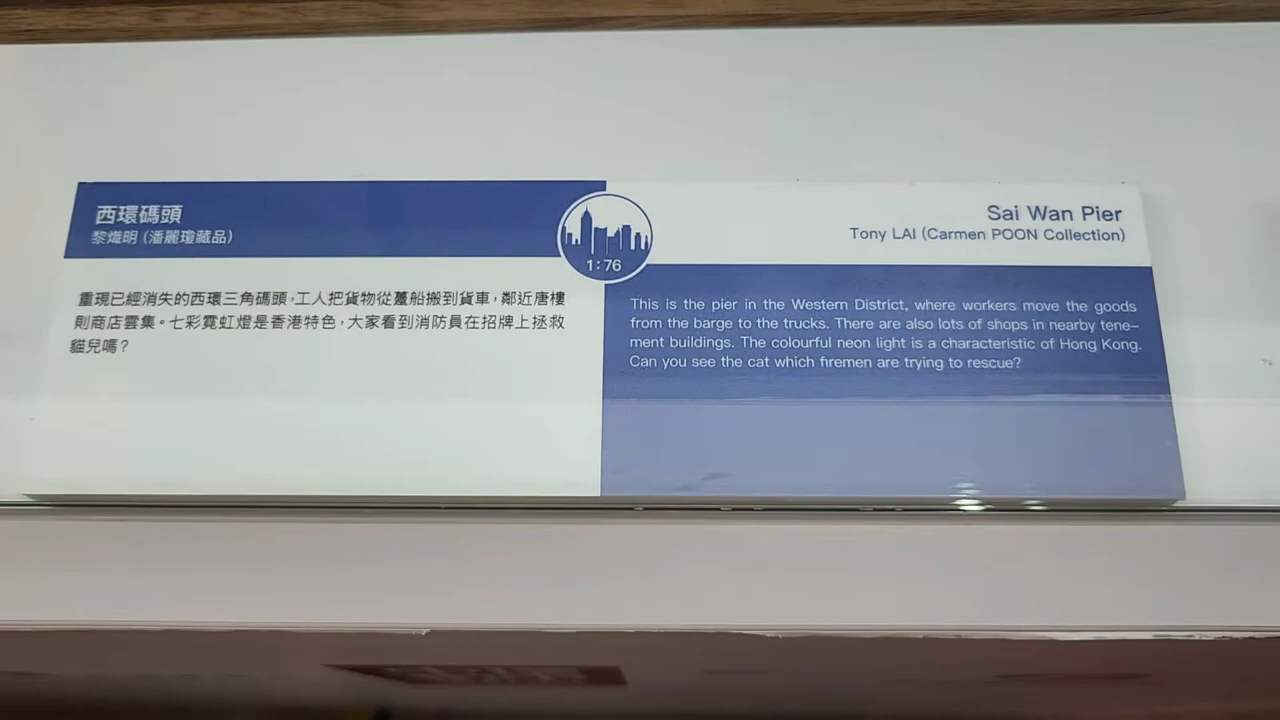 西環碼頭
黎熾明 (潘麗瓊藏品)
重現已經消失的西環三角碼頭，工人把貨物從躉船搬到貨車，鄰近唐樓
則商店雲集。七彩霓虹燈是香港特色，大家看到消防員在招牌上拯救
貓兒嗎？
1:76
Sai Wan Pier
Tony LAI (Carmen POON Collection)
This is the pier in the Western District, where workers move the goods
from the barge to the trucks. There are also lots of shops in nearby tene-
ment buildings. The colourful neon light is a characteristic of Hong Kong.
Can you see the cat which firemen are trying to rescue?